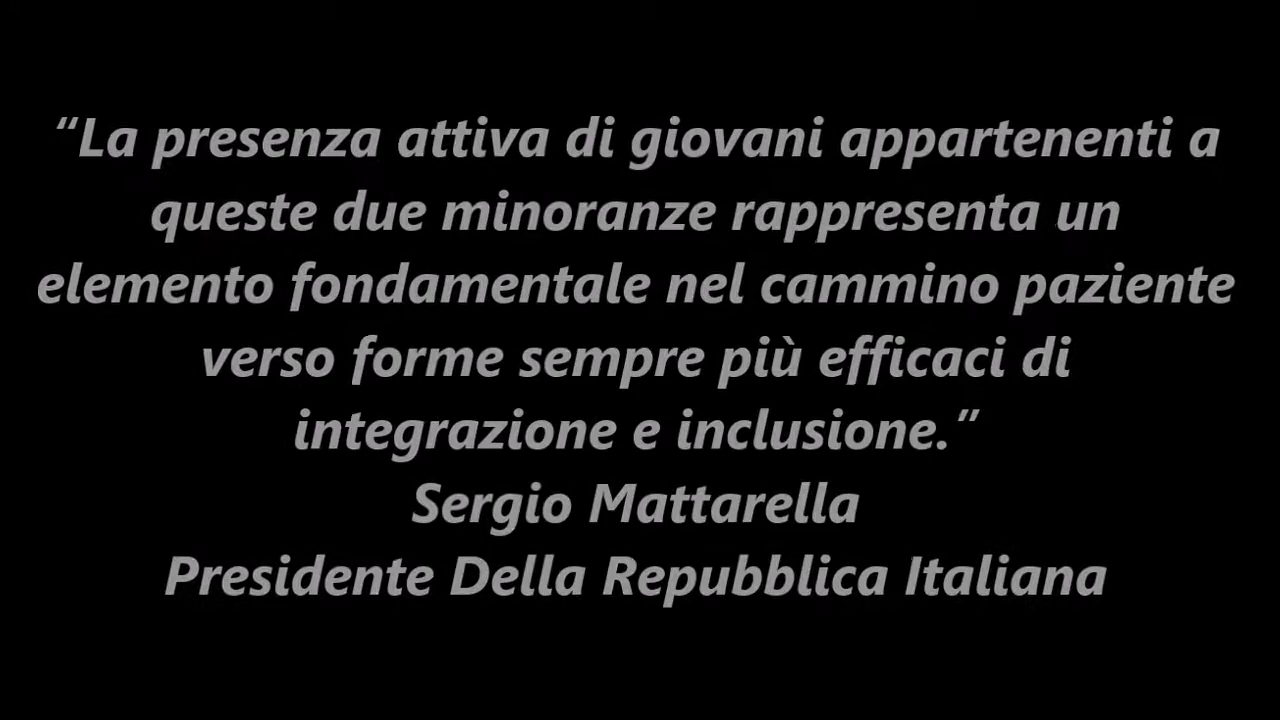 “La presenza attiva di giovani appartenenti a
queste due minoranze rappresenta un
elemento fondamentale nel cammino paziente
verso forme sempre più efficaci di
integrazione e inclusione.”
Sergio Mattarella
Presidente Della Repubblica Italiana